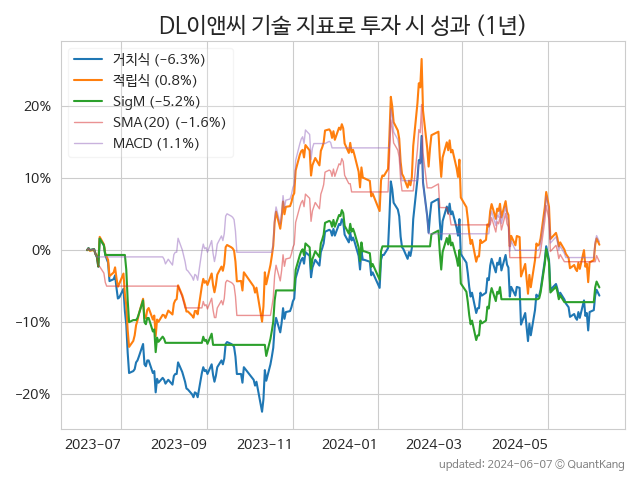 DL이앤씨 기술 지표로 투자 시 성과 (1년)
거치식 (−6.3%)
적립식 (0.8%)
SigM (−5.2%)
SMA(20) (−1.6%)
MACD (1.1%)
20%
10%
0%
−10%
−20%
2023-07 2023-09 2023-11 2024-01 2024-03 2024-05
updated: 2024-06-07 © QuantKang